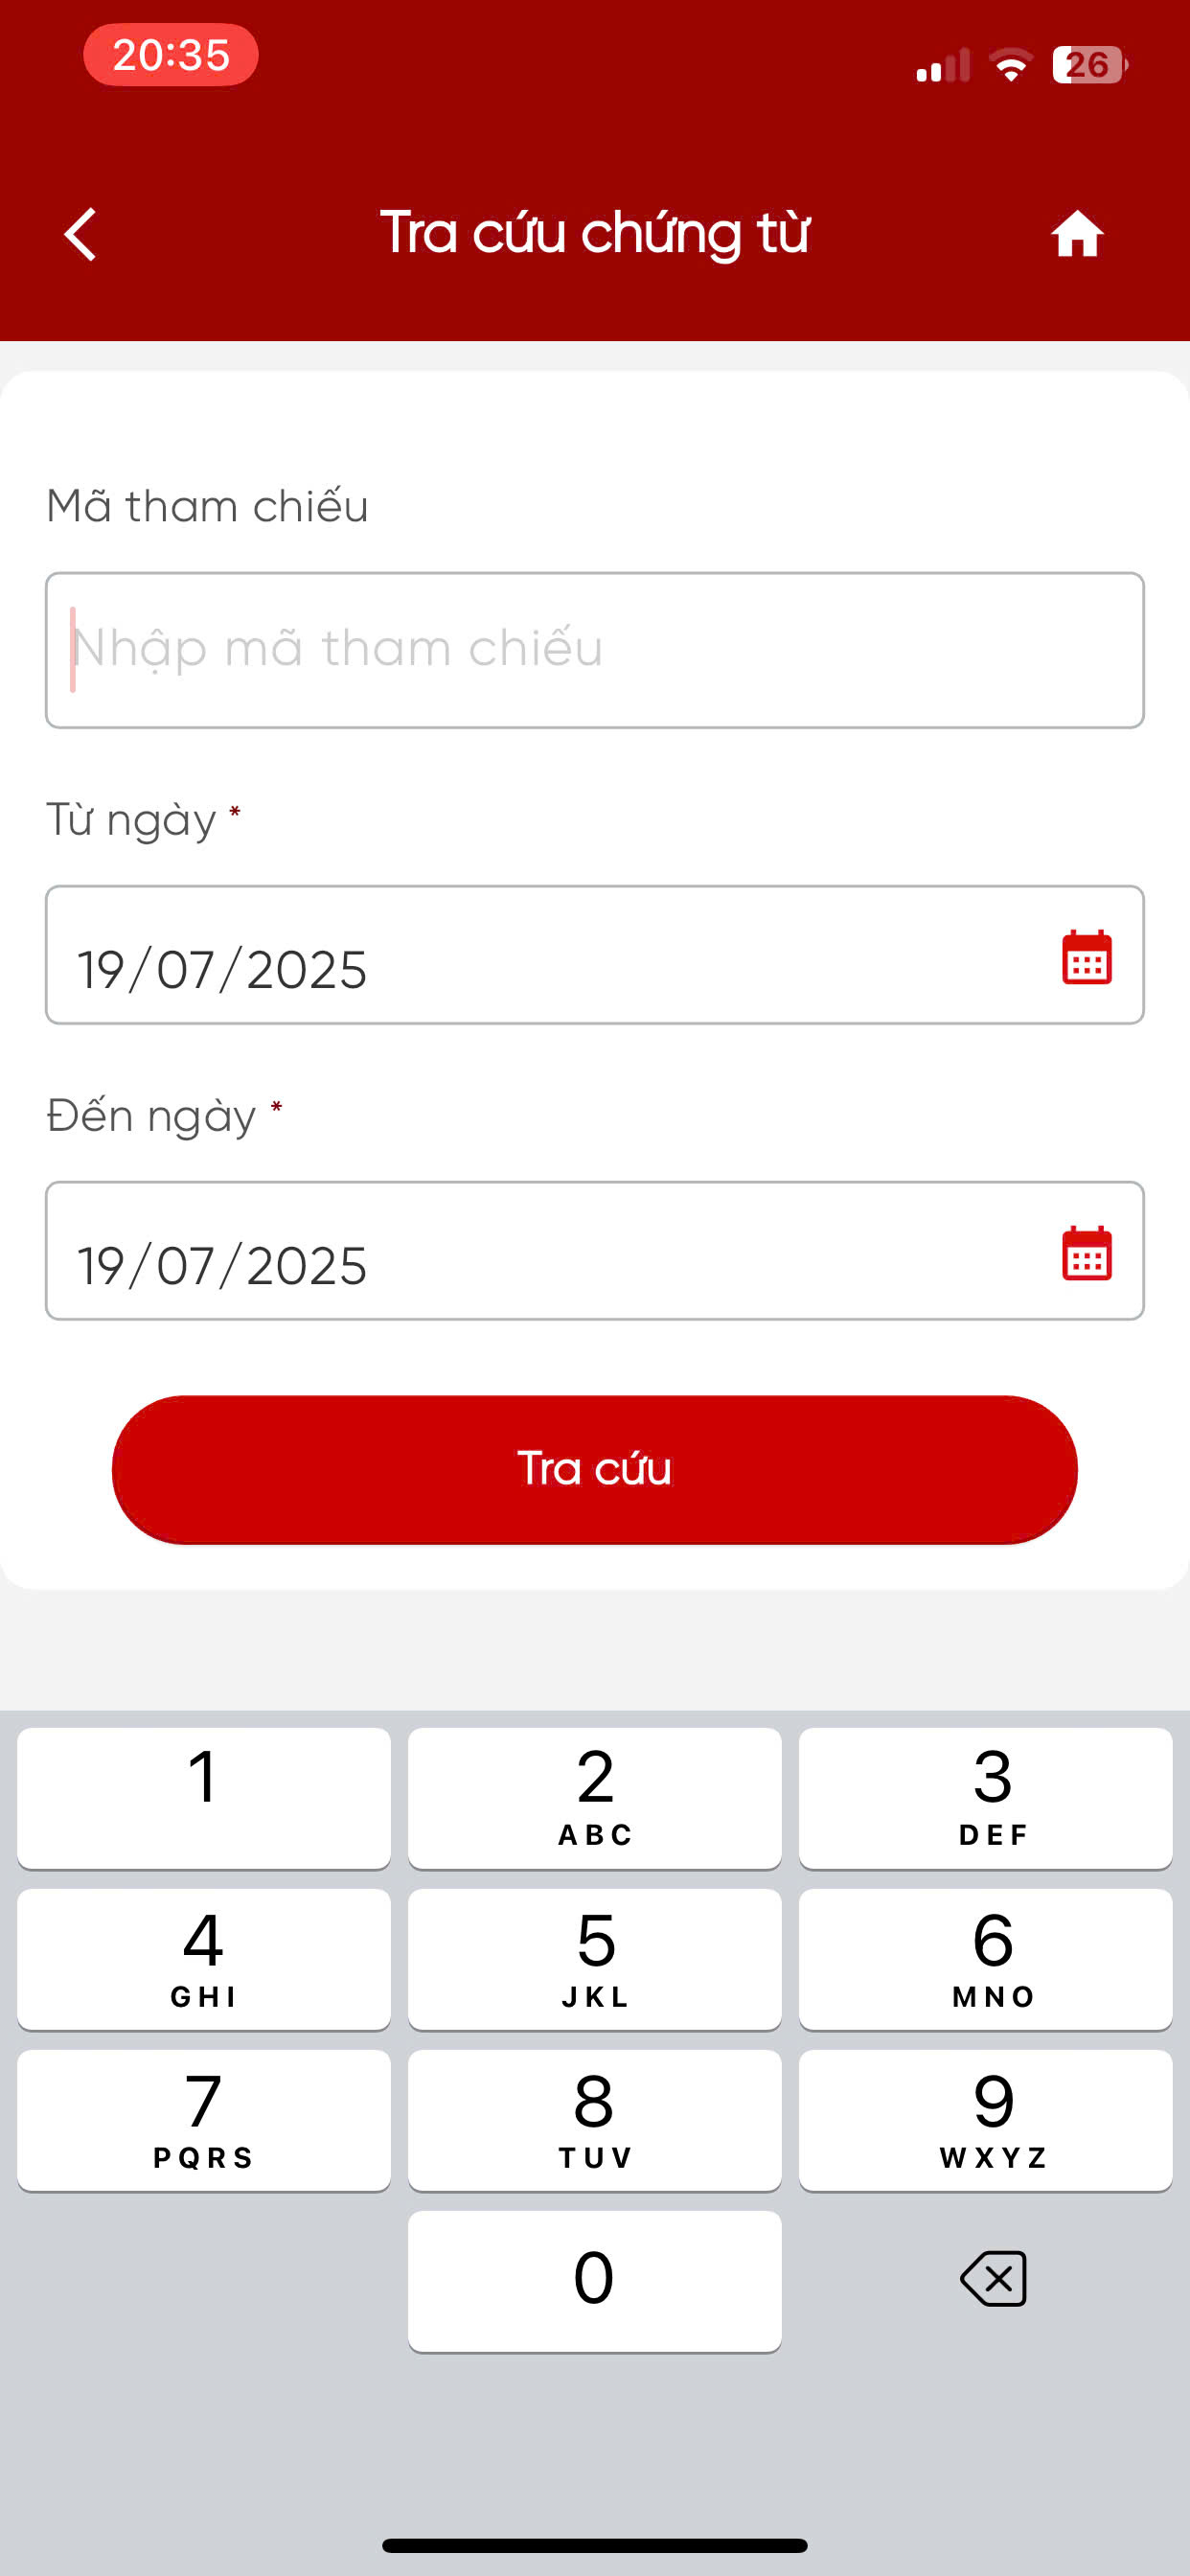 20:35
26
Tra cứu chứng từ
Mã tham chiếu
Nhập mã tham chiếu
Từ ngày *
19/07/2025
Đến ngày *
19/07/2025
Tra cứu
1
2
ABC
3
DEF
4
GHI
5
JKL
6
MNO
7
PQRS
8
TUV
9
WXYZ
0